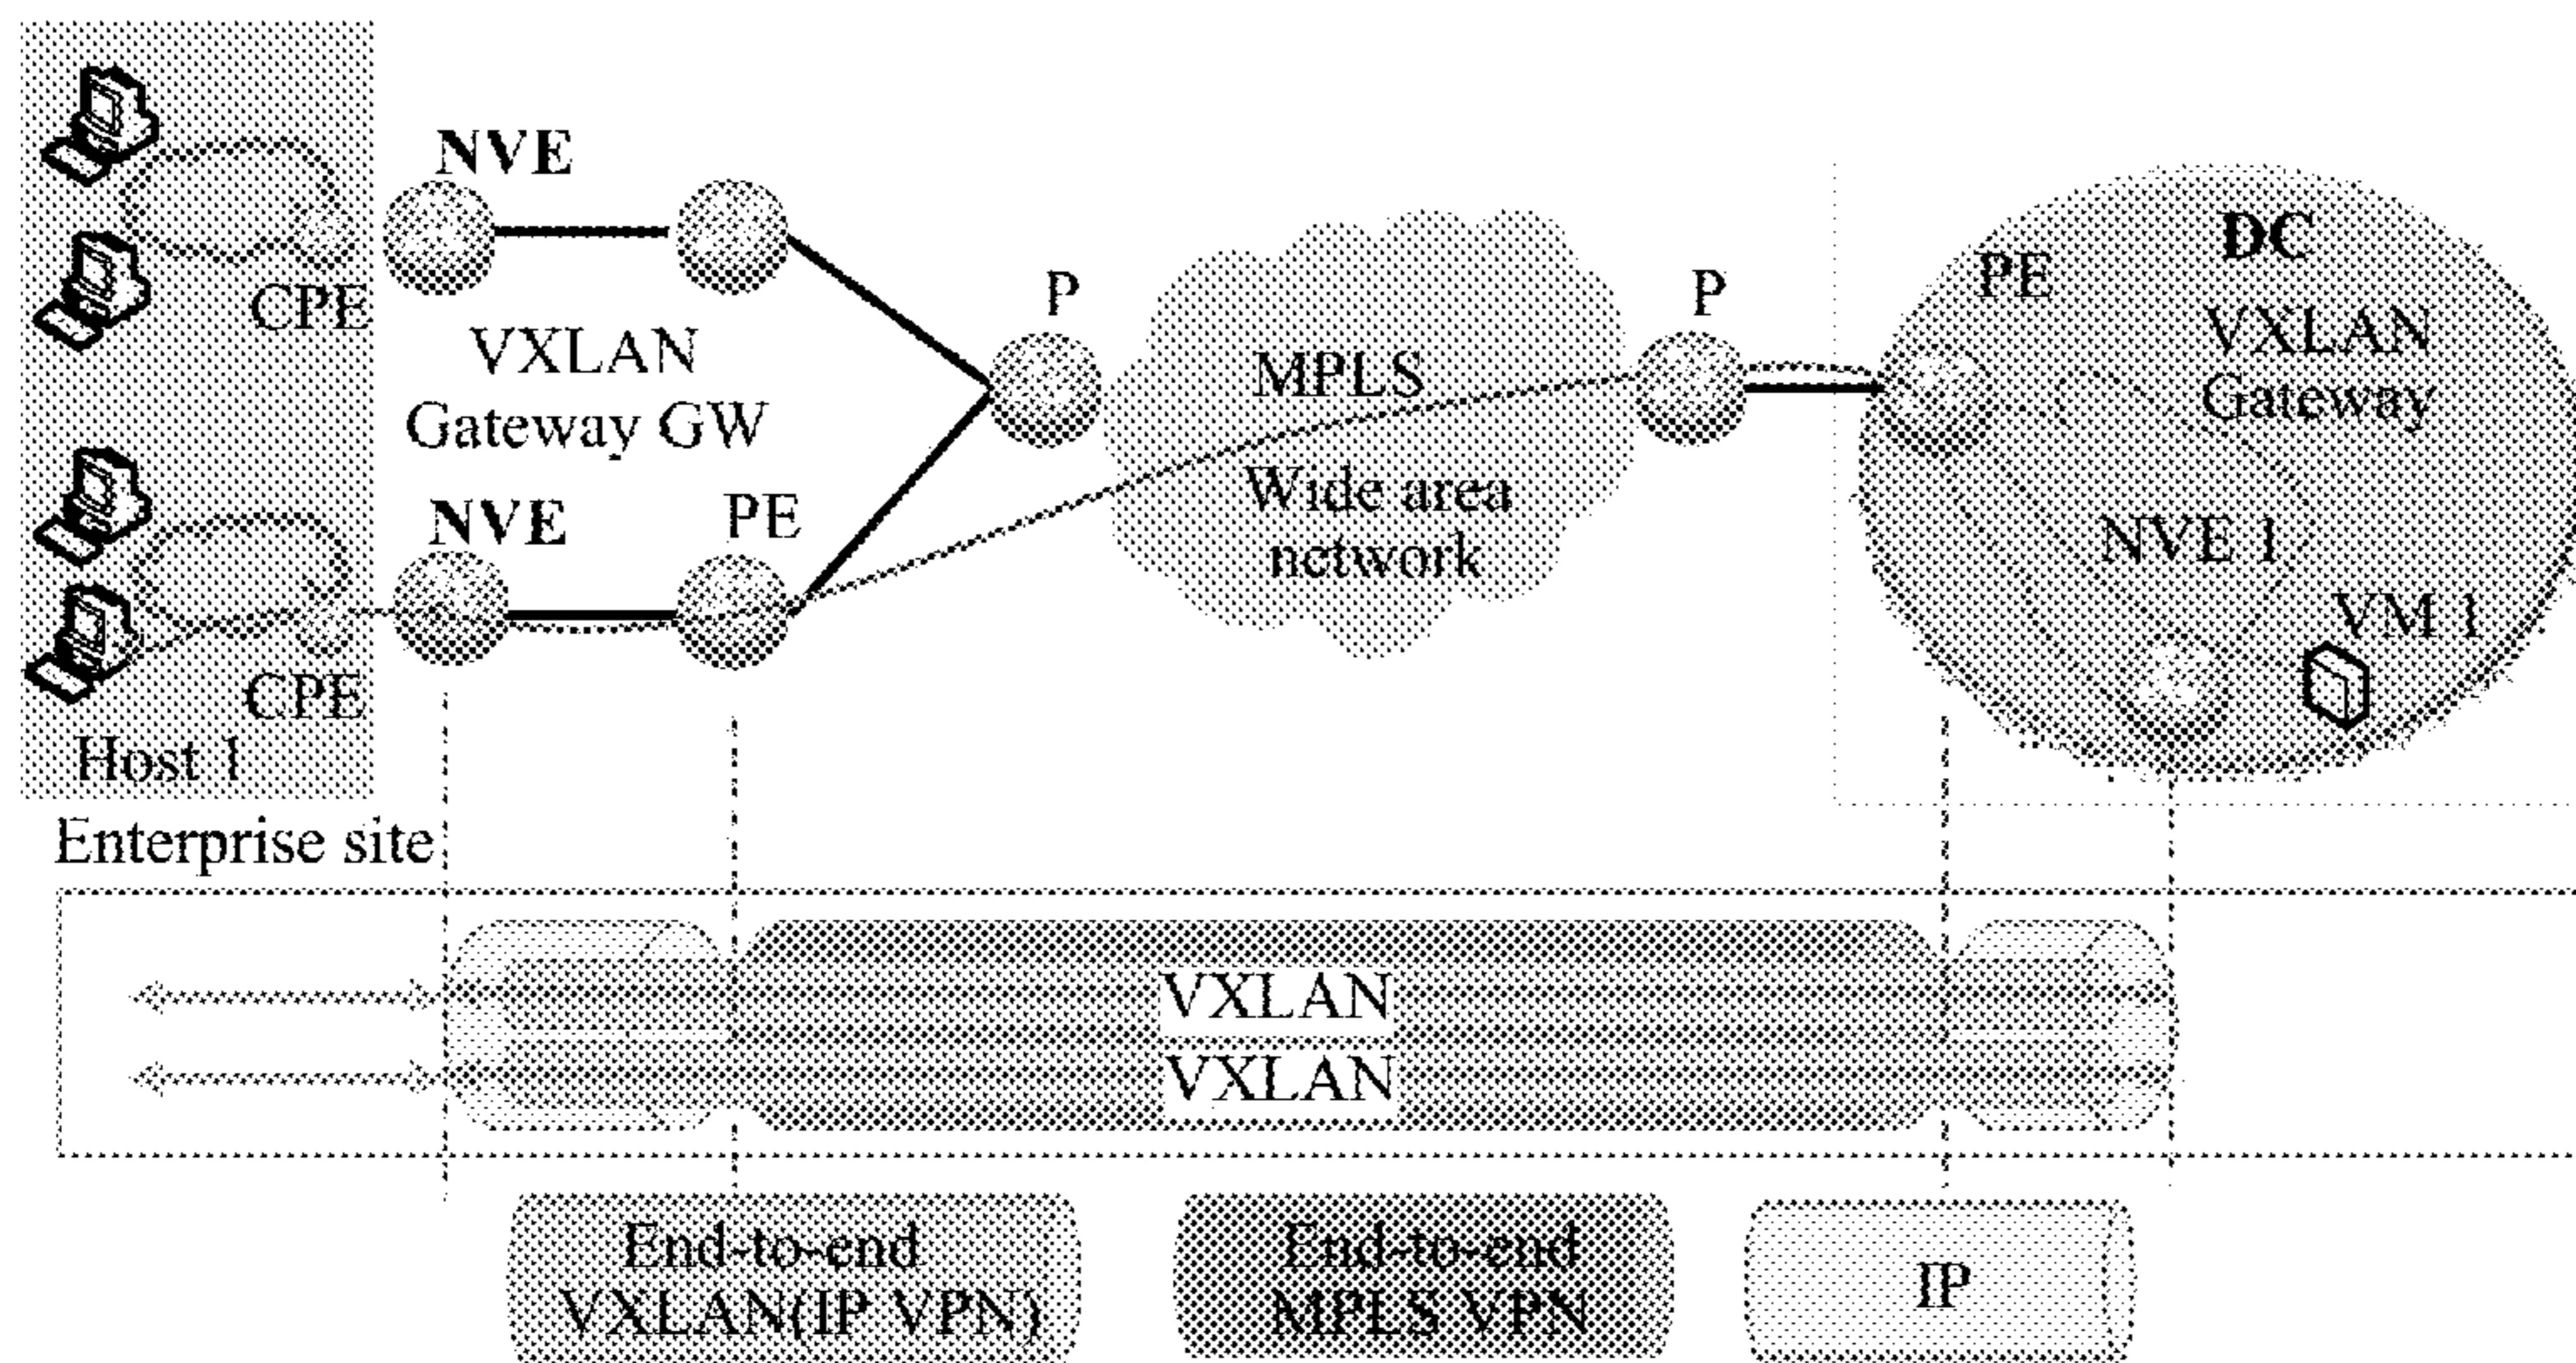 NVE
CPE
VXLAN
Gateway GW
NVE
PE
CPE
Host 1
Enterprise site
P
MPLS
Wide area
network
P
PE
DC
VXLAN
Gateway
NVE 1
VM 1
VXLAN
VXLAN
End-to-end
VXLAN(IP VPN)
End-to-end
MPLS VPN
IP